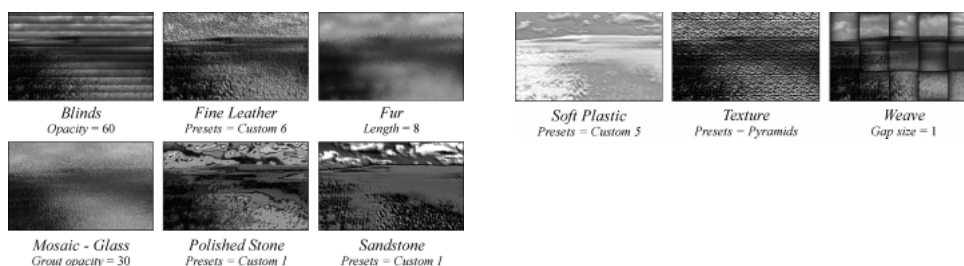 Blinds
Opacity = 60
Fine Leather
Presets = Custom 6
Fur
Length = 8
Soft Plastic
Presets = Custom 5
Texture
Presets = Pyramids
Weave
Gap size = 1
Mosaic - Glass
Grout opacity = 30
Polished Stone
Presets = Custom 1
Sandstone
Presets = Custom 1